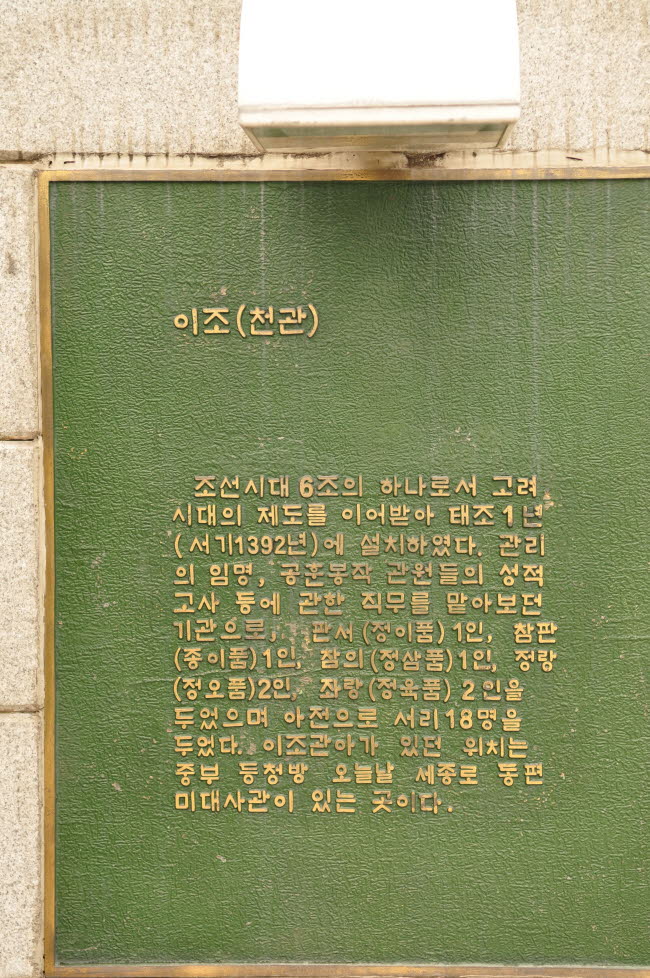 이조(천관)
조선시대 6조의 하나로서 고려
시대의 제도를 이어받아 태조1년
(서기1392년)에 설치하였다. 관리
의 임명, 공훈봉작 관원들의 성적
고사 등에 관한 직무를 맡아보던
기관으로, 판서(정이품)1인, 참판
(종이품)1인, 참의(정삼품)1인, 정랑
(정오품)2인, 좌랑(정육품)2인을
두었으며 아전으로 서리18명을
두었다. 이조관아가 있던 위치는
중부 등청방 오늘날 세종로 동편
미대사관이 있는 곳이다.